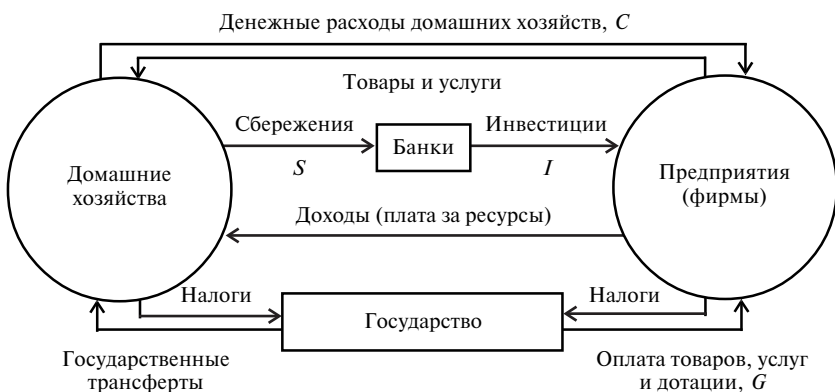 Денежные расходы домашних хозяйств, C
Товары и услуги
Сбережения
S
Банки
Инвестиции
I
Домашние
хозяйства
Предприятия
(фирмы)
Доходы (плата за ресурсы)
Налоги
Государство
Налоги
Государственные
трансферты
Оплата товаров, услуг
и дотации, G